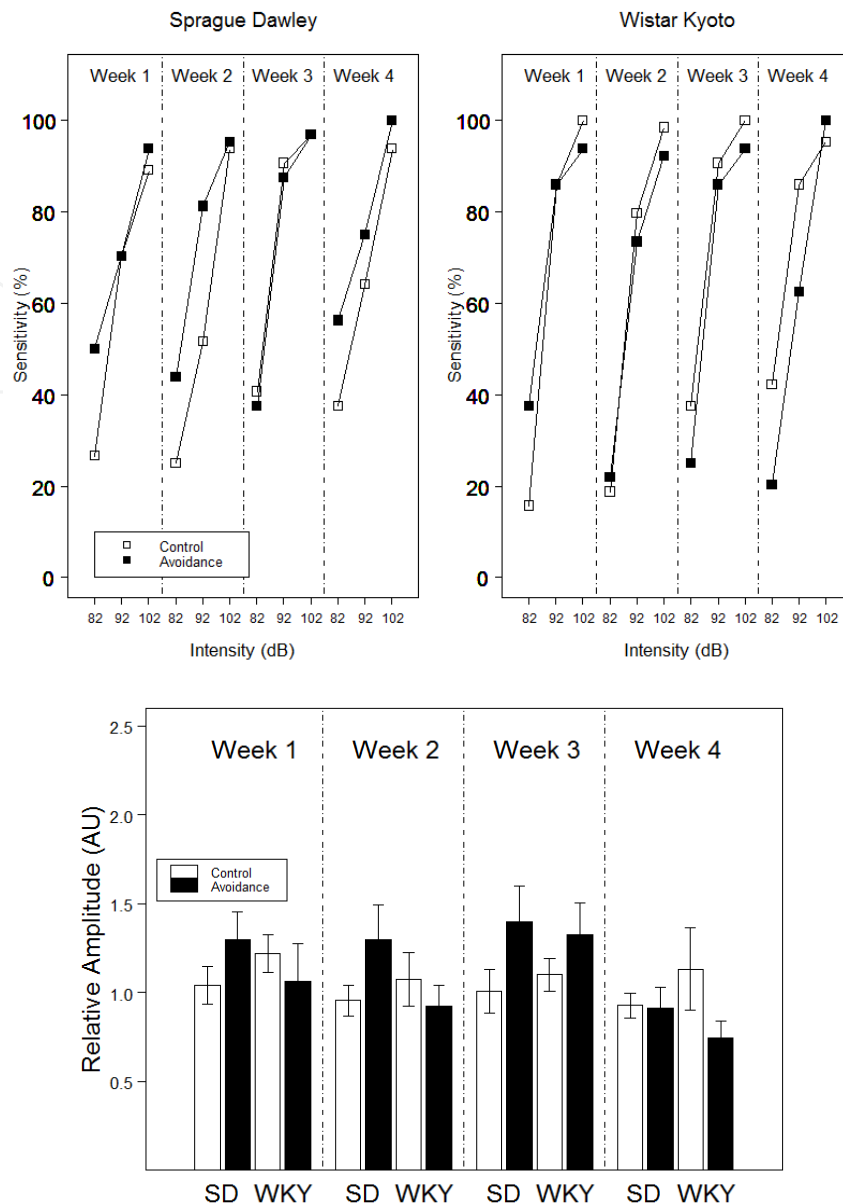 Sprague Dawley
Week 1 Week 2 Week 3 Week 4
100
80
60
40
20
0
Sensitivity (%)
Control
Avoidance
82 92 102 82 92 102 82 92 102 82 92 102
Intensity (dB)
Wistar Kyoto
Week 1 Week 2 Week 3 Week 4
100
80
60
40
20
0
Sensitivity (%)
82 92 102 82 92 102 82 92 102 82 92 102
Intensity (dB)
Week 1 Week 2 Week 3 Week 4
2.5
2.0
1.5
1.0
0.5
Relative Amplitude (AU)
Control
Avoidance
SD WKY SD WKY SD WKY SD WKY